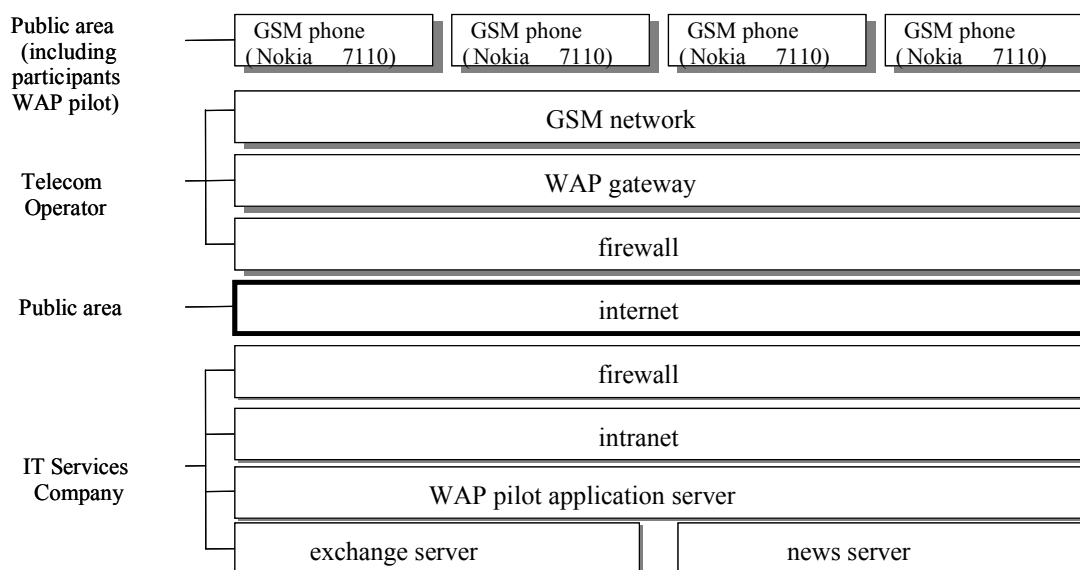 Public area
(including
participants
WAP pilot)
GSM phone
(Nokia 7110)
GSM phone
(Nokia 7110)
GSM phone
(Nokia 7110)
GSM phone
(Nokia 7110)
Telecom
Operator
GSM network
WAP gateway
firewall
Public area
internet
IT Services
Company
firewall
intranet
WAP pilot application server
exchange server
news server